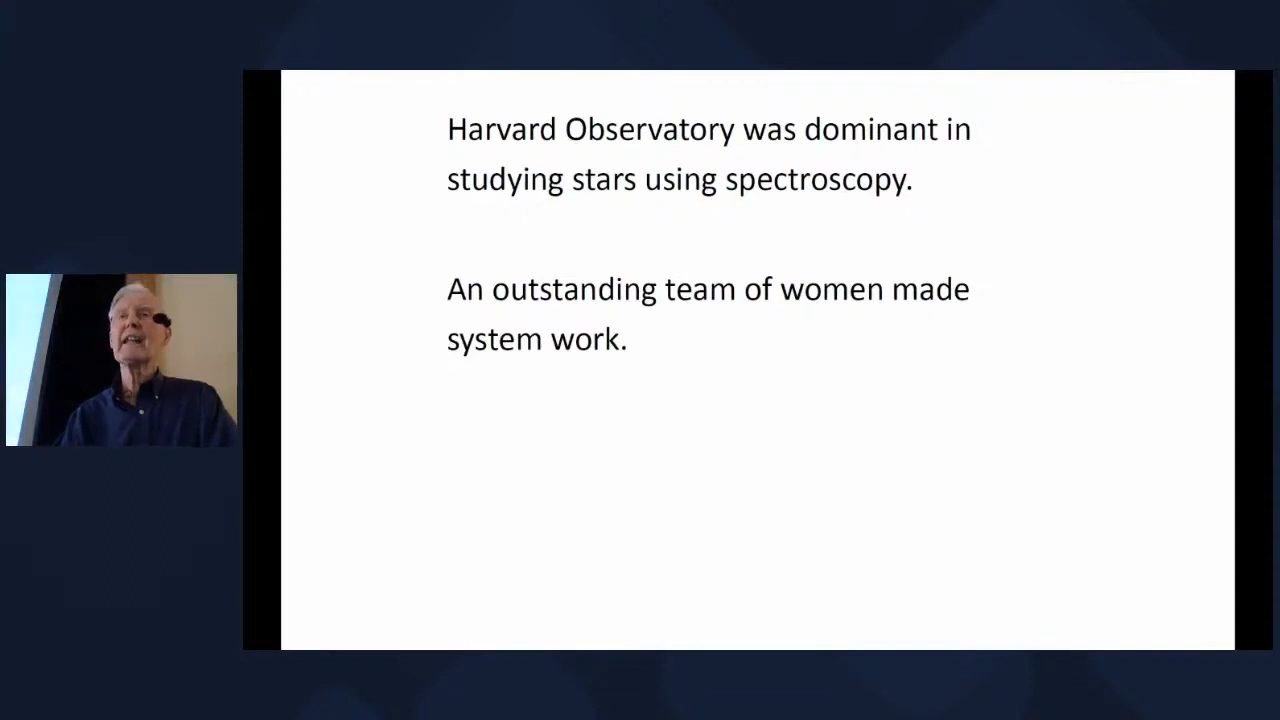 Harvard Observatory was dominant in
studying stars using spectroscopy.
An outstanding team of women made
system work.